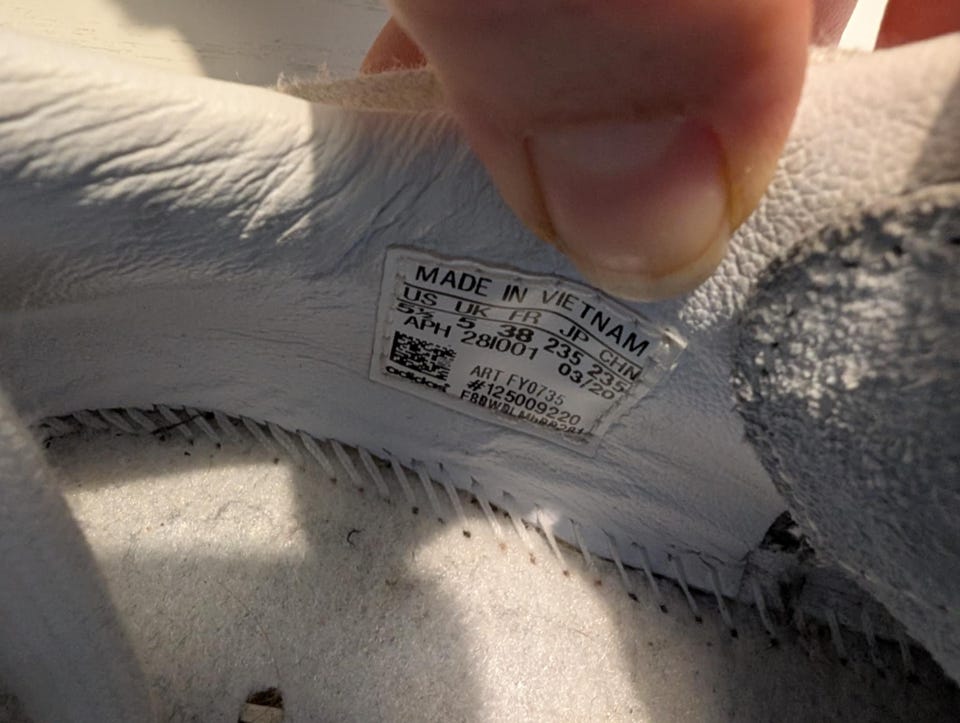 MADE IN VIETNAM
US UK FR JP CHN
5½ 5 38 235 235
APH 28I001 03/20
ART FY0735
#125009220
adidas